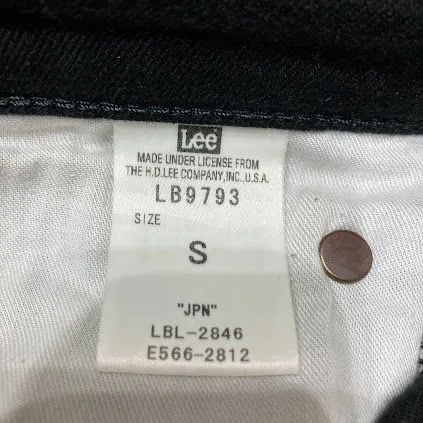 Lee
MADE UNDER LICENSE FROM
THE H.D.LEE COMPANY,INC.,U.S.A.
LB9793
SIZE
S
"JPN"
LBL-2846
E566-2812